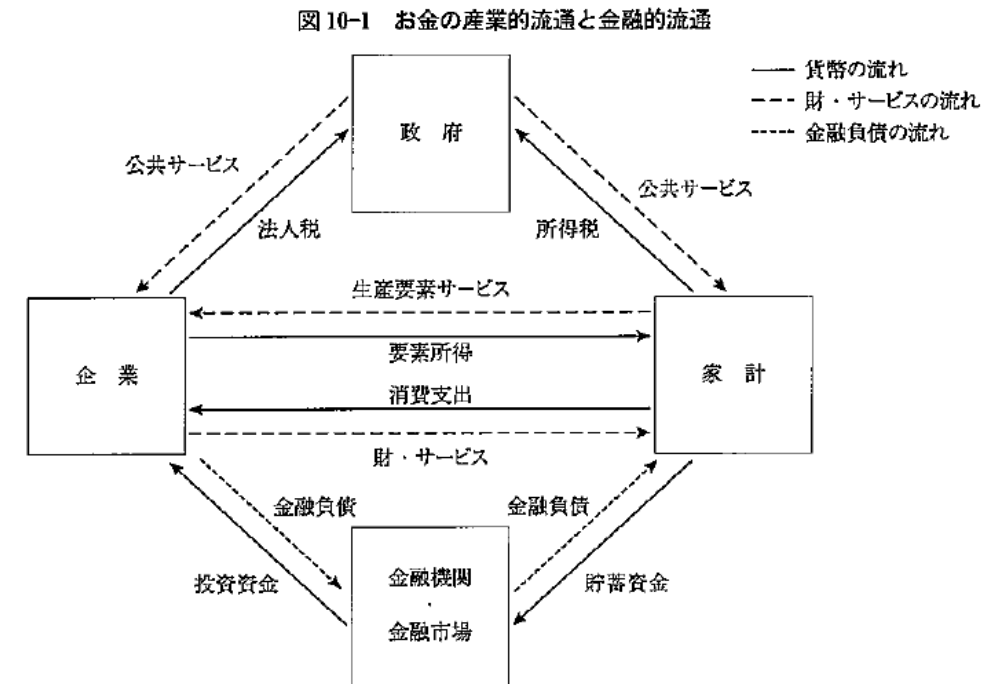 図10-1 お金の産業的流通と金融的流通
貨幣の流れ
財・サービスの流れ
金融負債の流れ
政 府
公共サービス
公共サービス
法人税
所得税
生産要素サービス
要素所得
企 業
家 計
消費支出
財・サービス
金融負債
金融負債
投資資金
貯蓄資金
金融機関
・
金融市場